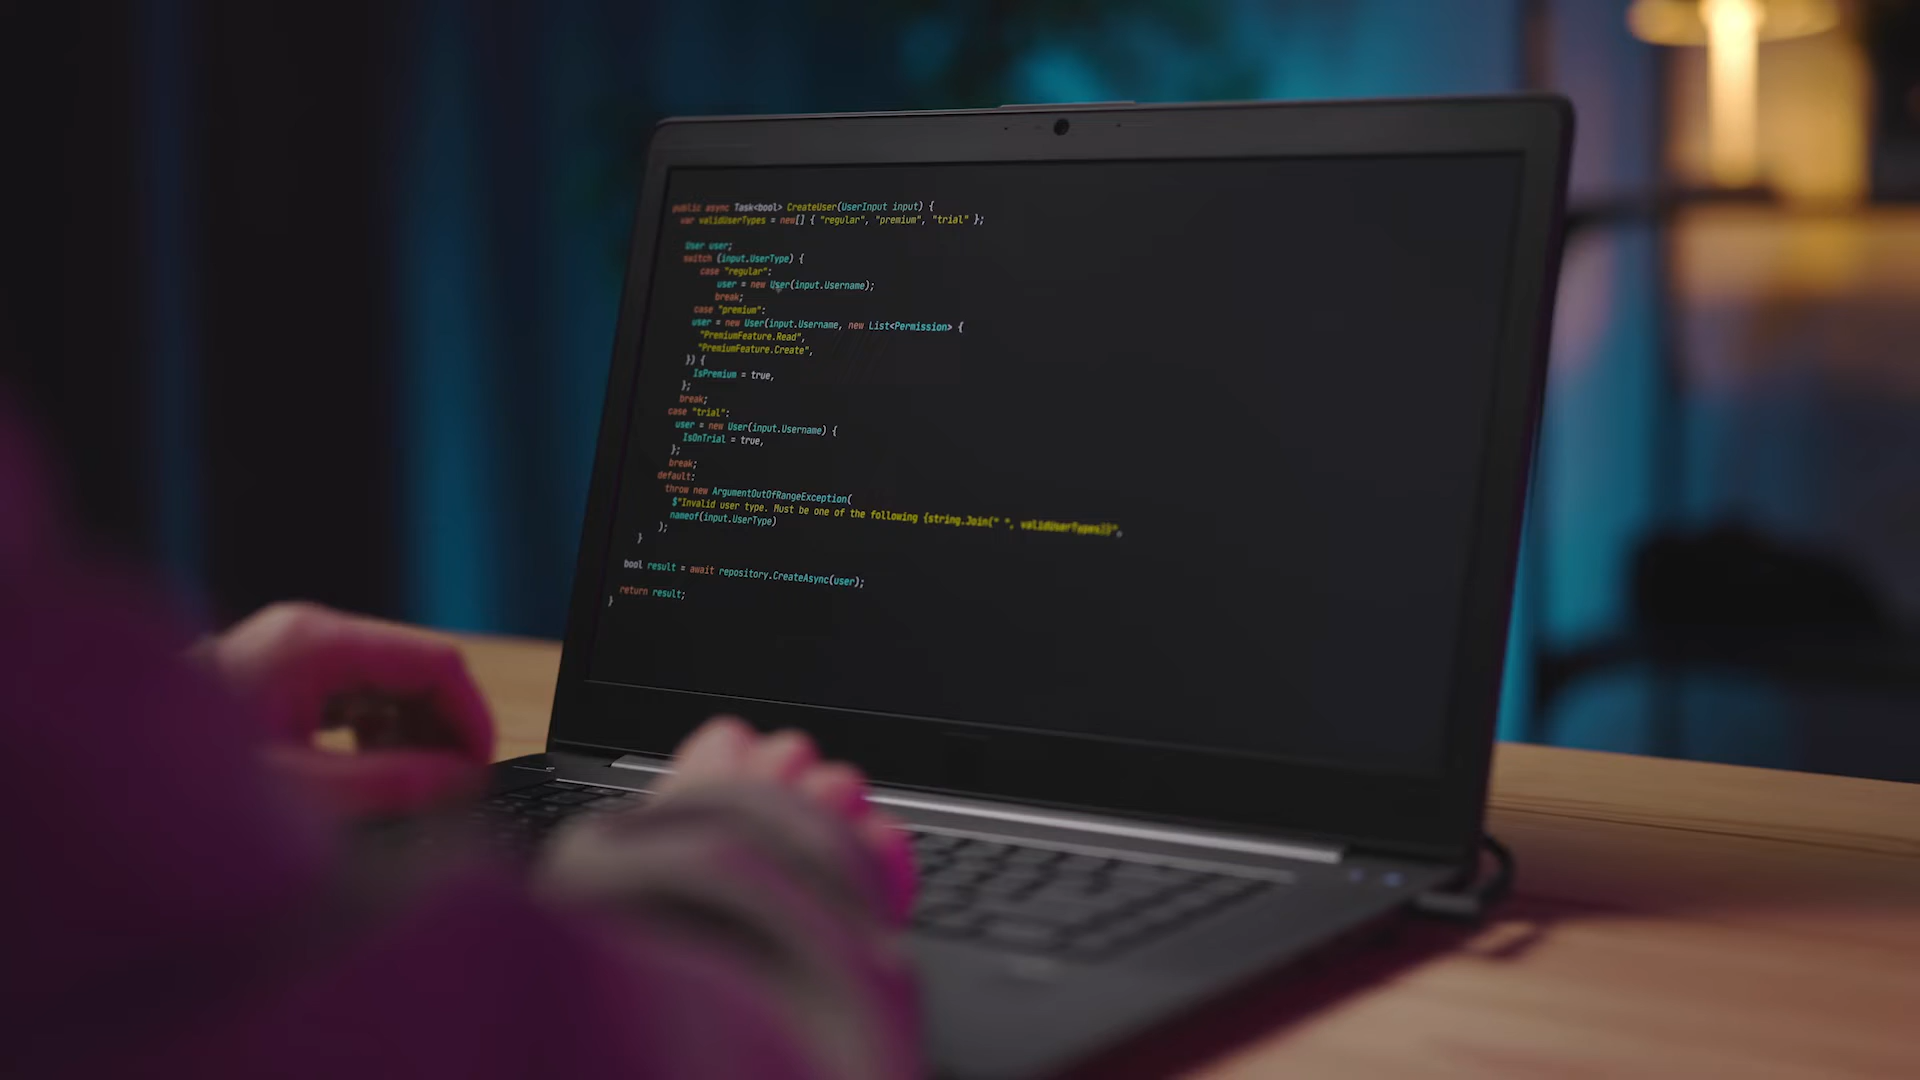 public async Task<bool> CreateUser(UserInput input) {
var validUserTypes = new[] { "regular", "premium", "trial" };
User user;
switch (input.UserType) {
case "regular":
user = new User(input.Username);
break;
case "premium":
user = new User(input.Username, new List<Permission> {
"PremiumFeature.Read",
"PremiumFeature.Create",
}) {
IsPremium = true,
};
break;
case "trial":
user = new User(input.Username) {
IsOnTrial = true,
};
break;
default:
throw new ArgumentOutOfRangeException(
$"Invalid user type. Must be one of the following {string.Join(" ", validUserTypes)}",
nameof(input.UserType)
);
}
bool result = await repository.CreateAsync(user);
return result;
}